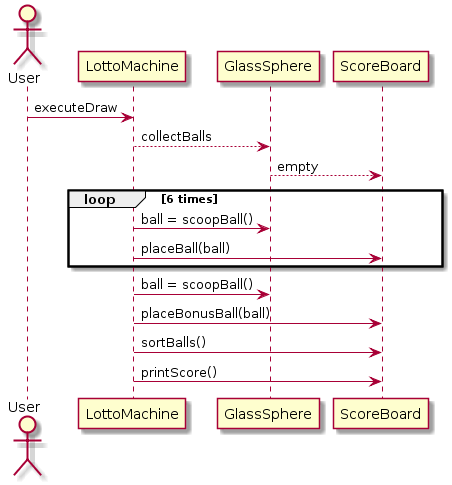 User
LottoMachine GlassSphere ScoreBoard
executeDraw
collectBalls
empty
loop [6 times]
ball = scoopBall()
placeBall(ball)
ball = scoopBall()
placeBonusBall(ball)
sortBalls()
printScore()
User
LottoMachine GlassSphere ScoreBoard